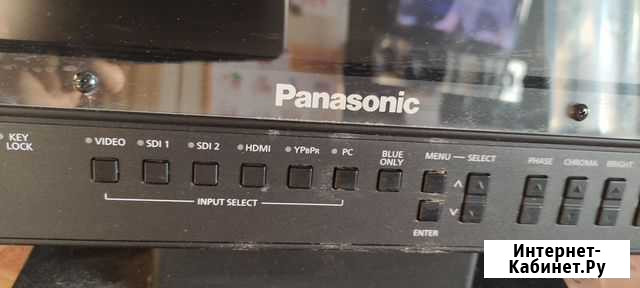 Panasonic
KEY
LOCK
VIDEO
SDI 1
SDI 2
HDMI
YPBPR
PC
BLUE
ONLY
MENU
SELECT
PHASE
CHROMA
BRIGHT
INPUT SELECT
ENTER
Интернет-
Кабинет.Ру